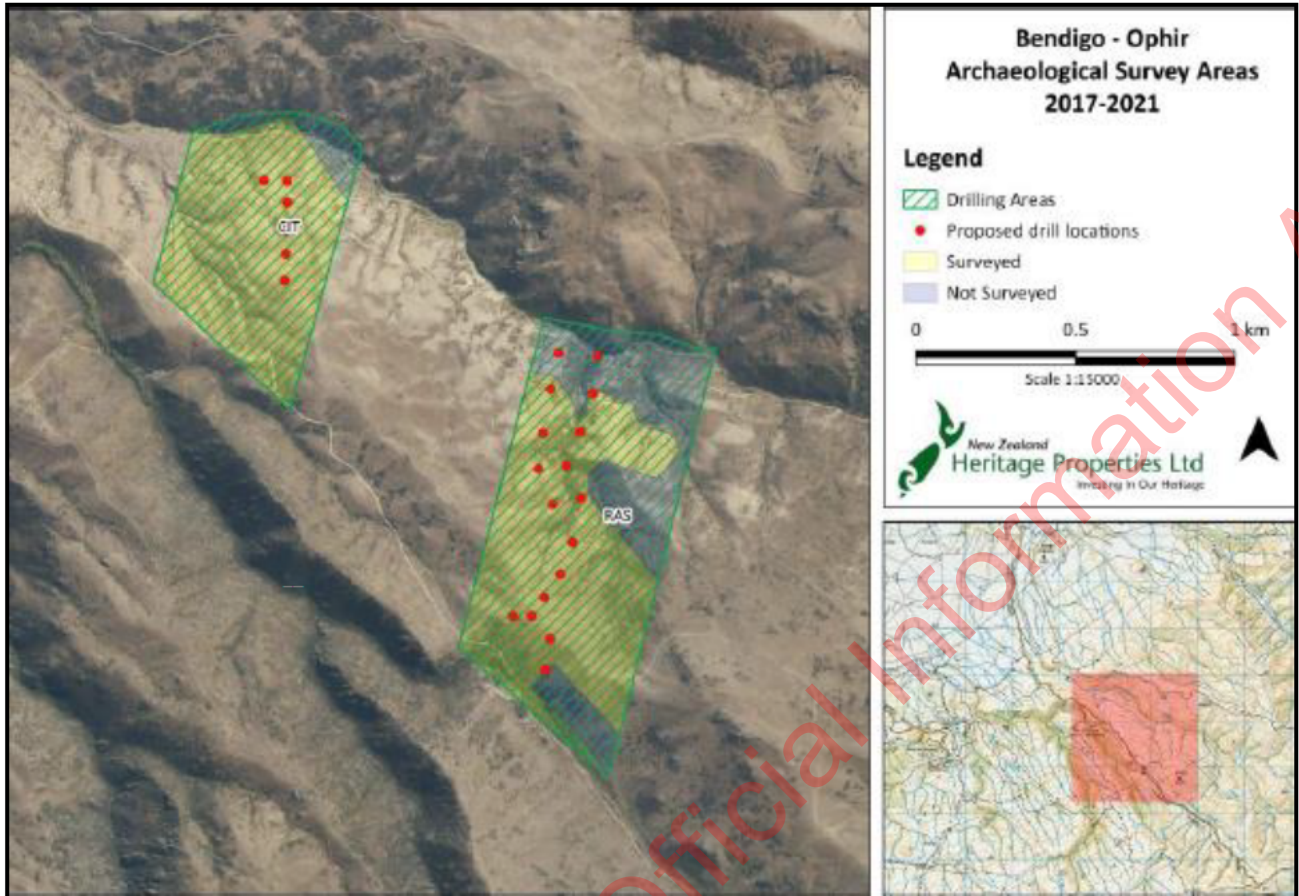 Bendigo - Ophir
Archaeological Survey Areas
2017-2021
Legend
Drilling Areas
Proposed drill locations
Surveyed
Not Surveyed
0 0.5 1 km
Scale 1:15000
New Zealand
Heritage Properties Ltd
Investing In Our Heritage
CIT
RAS
Official Information A